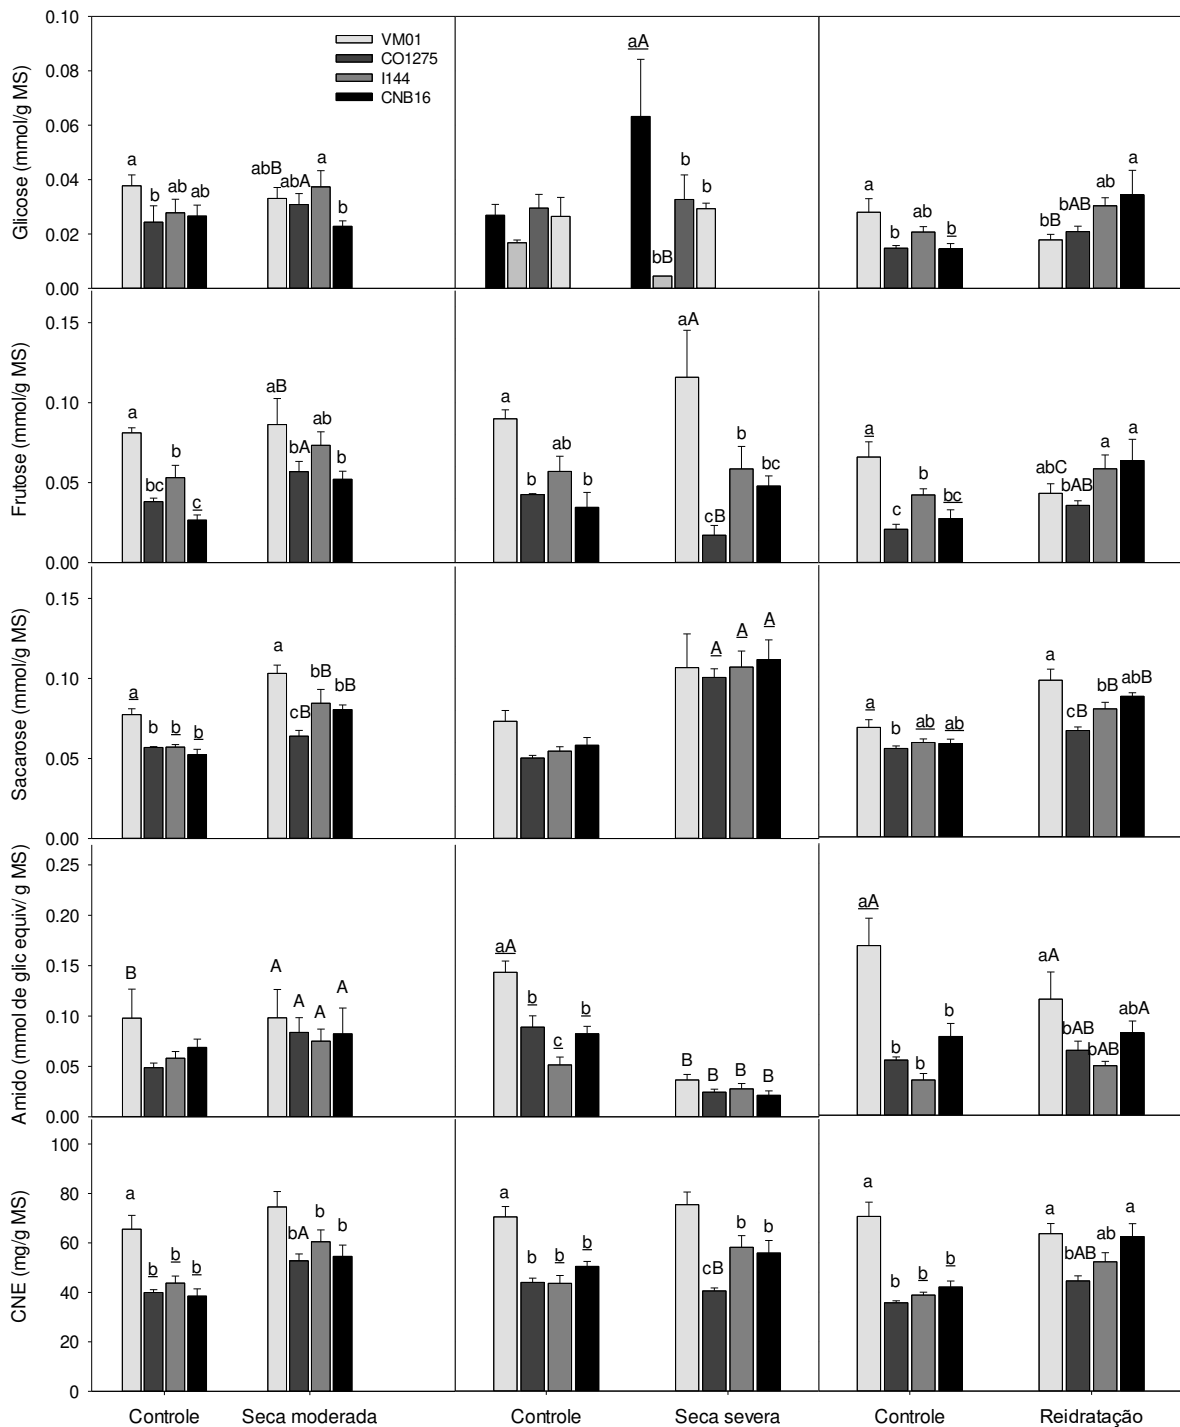 Glicose (mmol/g MS)
0.10
0.08
0.06
0.04
0.02
0.00
VM01
CO1275
I144
CNB16
a b ab ab
abB abA a b
aA
bB b b
a b ab b
bB bAB ab a
Frutose (mmol/g MS)
0.15
0.10
0.05
0.00
a bc b c
aB bA ab b
a b ab b
aA cB b bc
a c b bc
abC bAB a a
Sacarose (mmol/g MS)
0.15
0.10
0.05
0.00
a b b b
a cB bB bB
A A A
a b ab ab
a cB bB abB
Amido (mmol de glic equiv/ g MS)
0.25
0.20
0.15
0.10
0.05
0.00
B
A A A A
aA b c b
B B B B
aA b b b
aA bAB bAB abA
CNE (mg/g MS)
100
80
60
40
20
0
a b b b
bA b b
a b b b
cB b b
a b b b
a bAB ab a
Controle Seca moderada Controle Seca severa Controle Reidratação